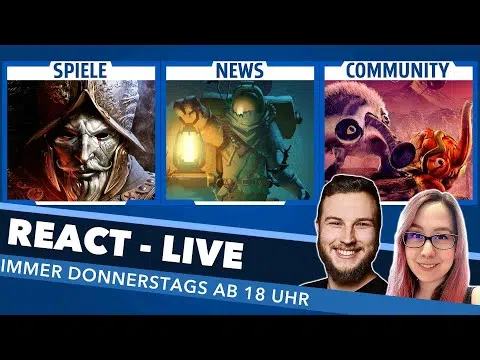 SPIELE
NEWS
COMMUNITY
REACT - LIVE
IMMER DONNERSTAGS AB 18 UHR